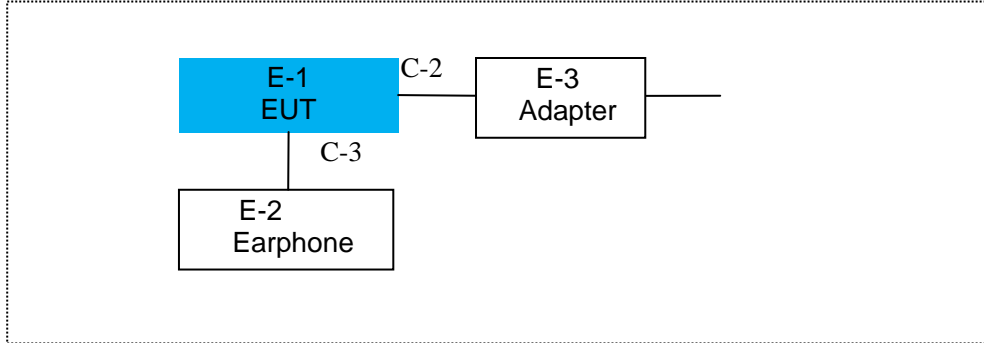 E-1
EUT
C-2
E-3
Adapter
C-3
E-2
Earphone